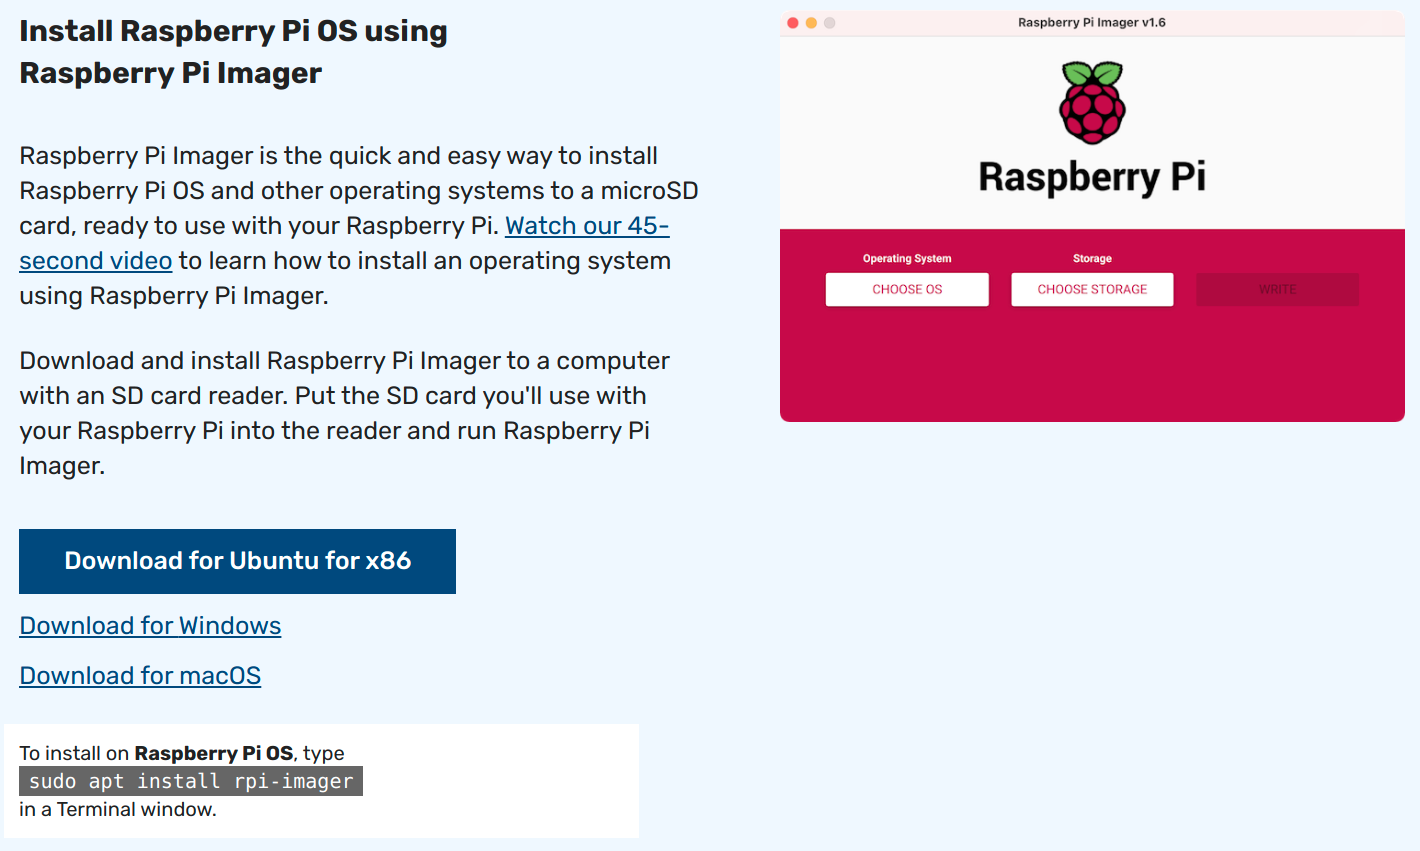 Install Raspberry Pi OS using
Raspberry Pi Imager
Raspberry Pi Imager is the quick and easy way to install
Raspberry Pi OS and other operating systems to a microSD
card, ready to use with your Raspberry Pi. Watch our 45-
second video to learn how to install an operating system
using Raspberry Pi Imager.
Download and install Raspberry Pi Imager to a computer
with an SD card reader. Put the SD card you'll use with
your Raspberry Pi into the reader and run Raspberry Pi
Imager.
Download for Ubuntu for x86
Download for Windows
Download for macOS
To install on Raspberry Pi OS, type
sudo apt install rpi-imager
in a Terminal window.
Raspberry Pi Imager v1.6
Raspberry Pi
Operating System
Storage
CHOOSE OS
CHOOSE STORAGE
WRITE